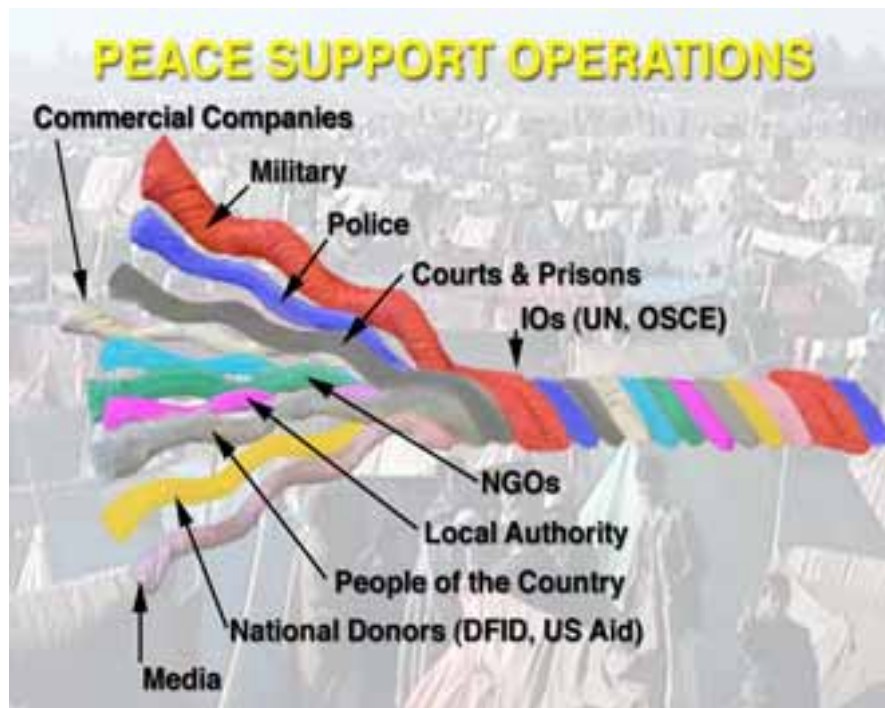 PEACE SUPPORT OPERATIONS
Commercial Companies
Military
Police
Courts & Prisons
IOs (UN, OSCE)
NGOs
Local Authority
People of the Country
National Donors (DFID, US Aid)
Media